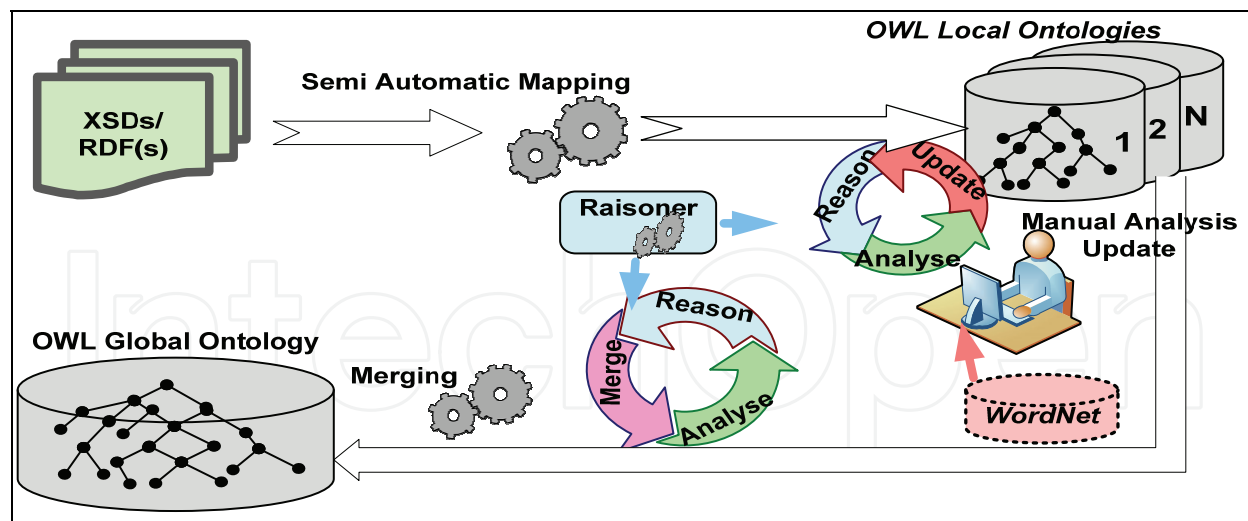 OWL Local Ontologies
Semi Automatic Mapping
XSDs/
RDF(s)
1
2
N
Reason
Update
Analyse
Raisoner
Manual Analysis
Update
Reason
Merge
Analyse
OWL Global Ontology
Merging
WordNet
IntechOpen